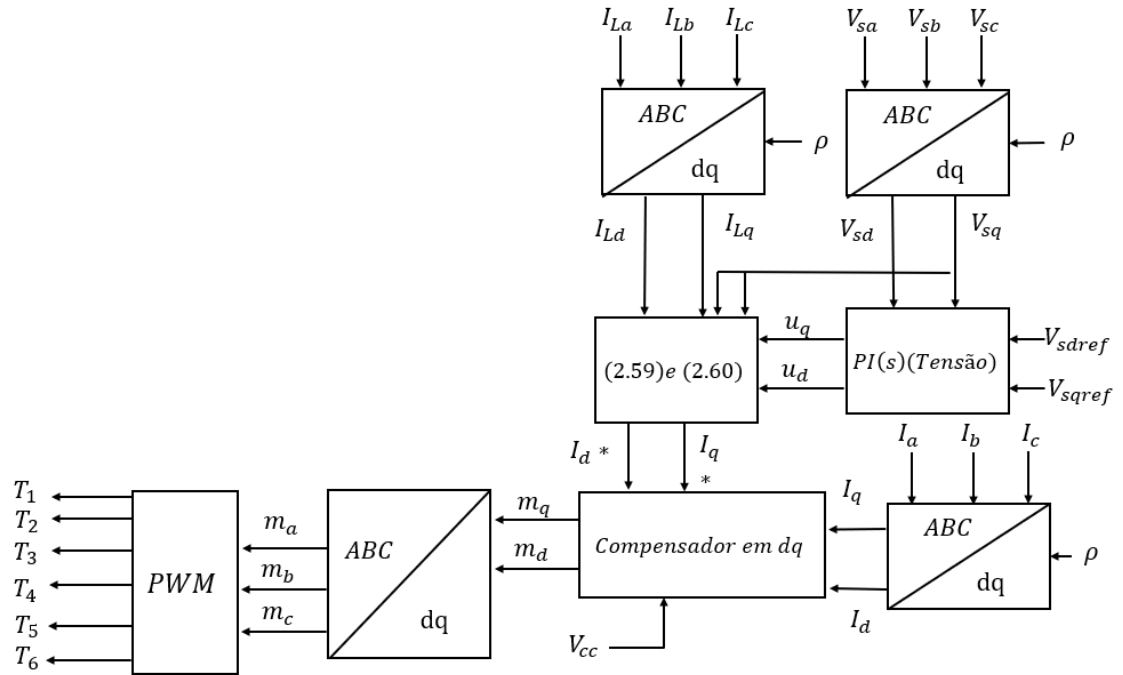 I_La I_Lb I_Lc V_sa V_sb V_sc
ABC ABC
ρ ρ
dq dq
I_Ld I_Lq V_sd V_sq
u_q
V_sdref
(2.59)e (2.60) PI(s)(Tensão)
u_d
V_sqref
I_a I_b I_c
I_d * I_q
*
I_q
T_1 m_q ABC
T_2 m_a
T_3 ABC m_d Compensador em dq ρ
T_4 PWM m_b dq
m_c
T_5 dq I_d
T_6 V_cc